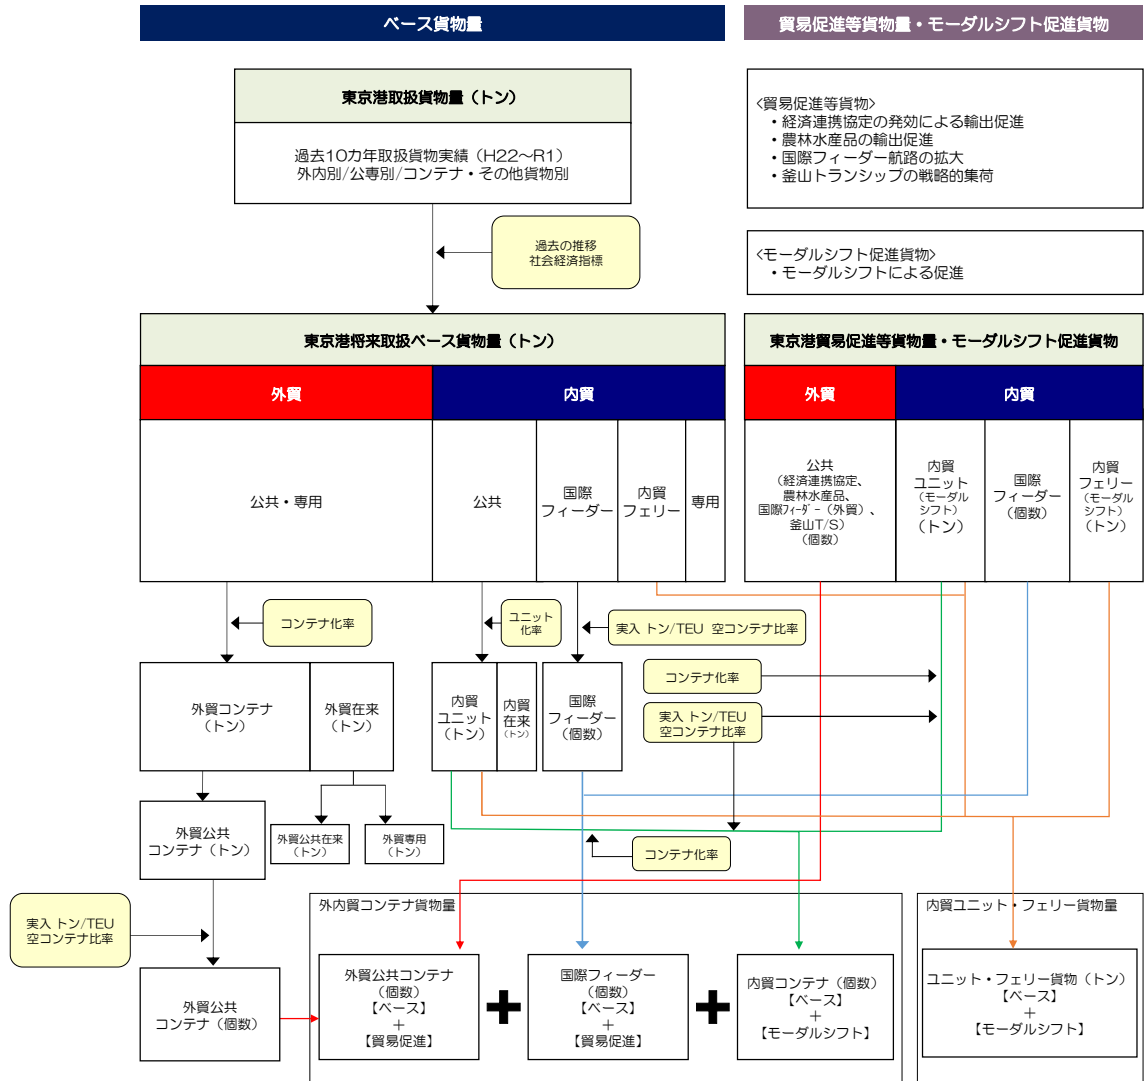 ベース貨物量
貿易促進等貨物量・モーダルシフト促進貨物
東京港取扱貨物量（トン）
過去10カ年取扱貨物実績（H22～R1）
外内別/公専別/コンテナ・その他貨物別
<貿易促進等貨物>
・経済連携協定の発効による輸出促進
・農林水産品の輸出促進
・国際フィーダー航路の拡大
・釜山トランシップの戦略的集荷
過去の推移
社会経済指標
<モーダルシフト促進貨物>
・モーダルシフトによる促進
東京港将来取扱ベース貨物量（トン）
東京港貿易促進等貨物量・モーダルシフト促進貨物
外貿
内貿
外貿
内貿
公共・専用
公共
国際
フィーダー
内貿
フェリー
専用
公共
（経済連携協定、
農林水産品、
国際フィーダー（外貿）、
釜山T/S）
（個数）
内貿
ユニット
（モーダル
シフト）
（トン）
国際
フィーダー
（個数）
内貿
フェリー
（モーダル
シフト）
（トン）
コンテナ化率
ユニット
化率
実入 トン/TEU 空コンテナ比率
コンテナ化率
実入 トン/TEU
空コンテナ比率
外貿コンテナ
（トン）
外貿在来
（トン）
内貿
ユニット
（トン）
内貿
在来
（トン）
国際
フィーダー
（個数）
外貿公共
コンテナ（トン）
外貿公共在来
（トン）
外貿専用
（トン）
コンテナ化率
実入 トン/TEU
空コンテナ比率
外貿公共
コンテナ（個数）
外内貿コンテナ貨物量
外貿公共コンテナ
（個数）
【ベース】
＋
【貿易促進】
＋
国際フィーダー
（個数）
【ベース】
＋
【貿易促進】
＋
内貿コンテナ（個数）
【ベース】
＋
【モーダルシフト】
内貿ユニット・フェリー貨物量
ユニット・フェリー貨物（トン）
【ベース】
＋
【モーダルシフト】